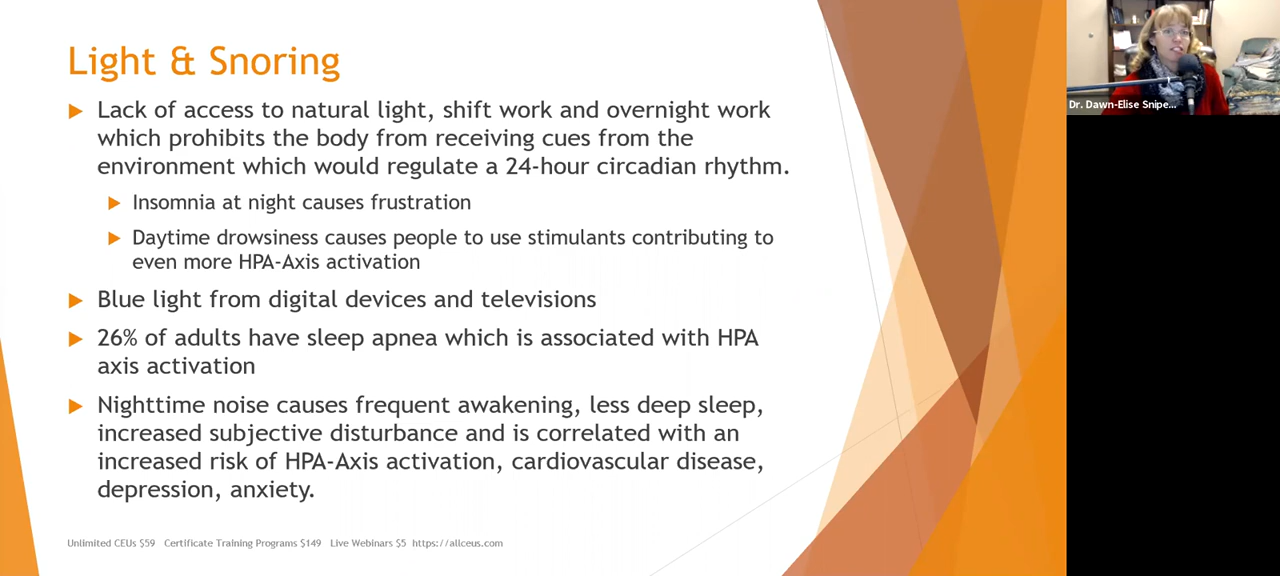 Light & Snoring
Lack of access to natural light, shift work and overnight work
which prohibits the body from receiving cues from the
environment which would regulate a 24-hour circadian rhythm.
Insomnia at night causes frustration
Daytime drowsiness causes people to use stimulants contributing to
even more HPA-Axis activation
Blue light from digital devices and televisions
26% of adults have sleep apnea which is associated with HPA
axis activation
Nighttime noise causes frequent awakening, less deep sleep,
increased subjective disturbance and is correlated with an
increased risk of HPA-Axis activation, cardiovascular disease,
depression, anxiety.
Unlimited CEUs $59 Certificate Training Programs $149 Live Webinars $5 https://allceus.com
Dr. Dawn-Elise Snipe...